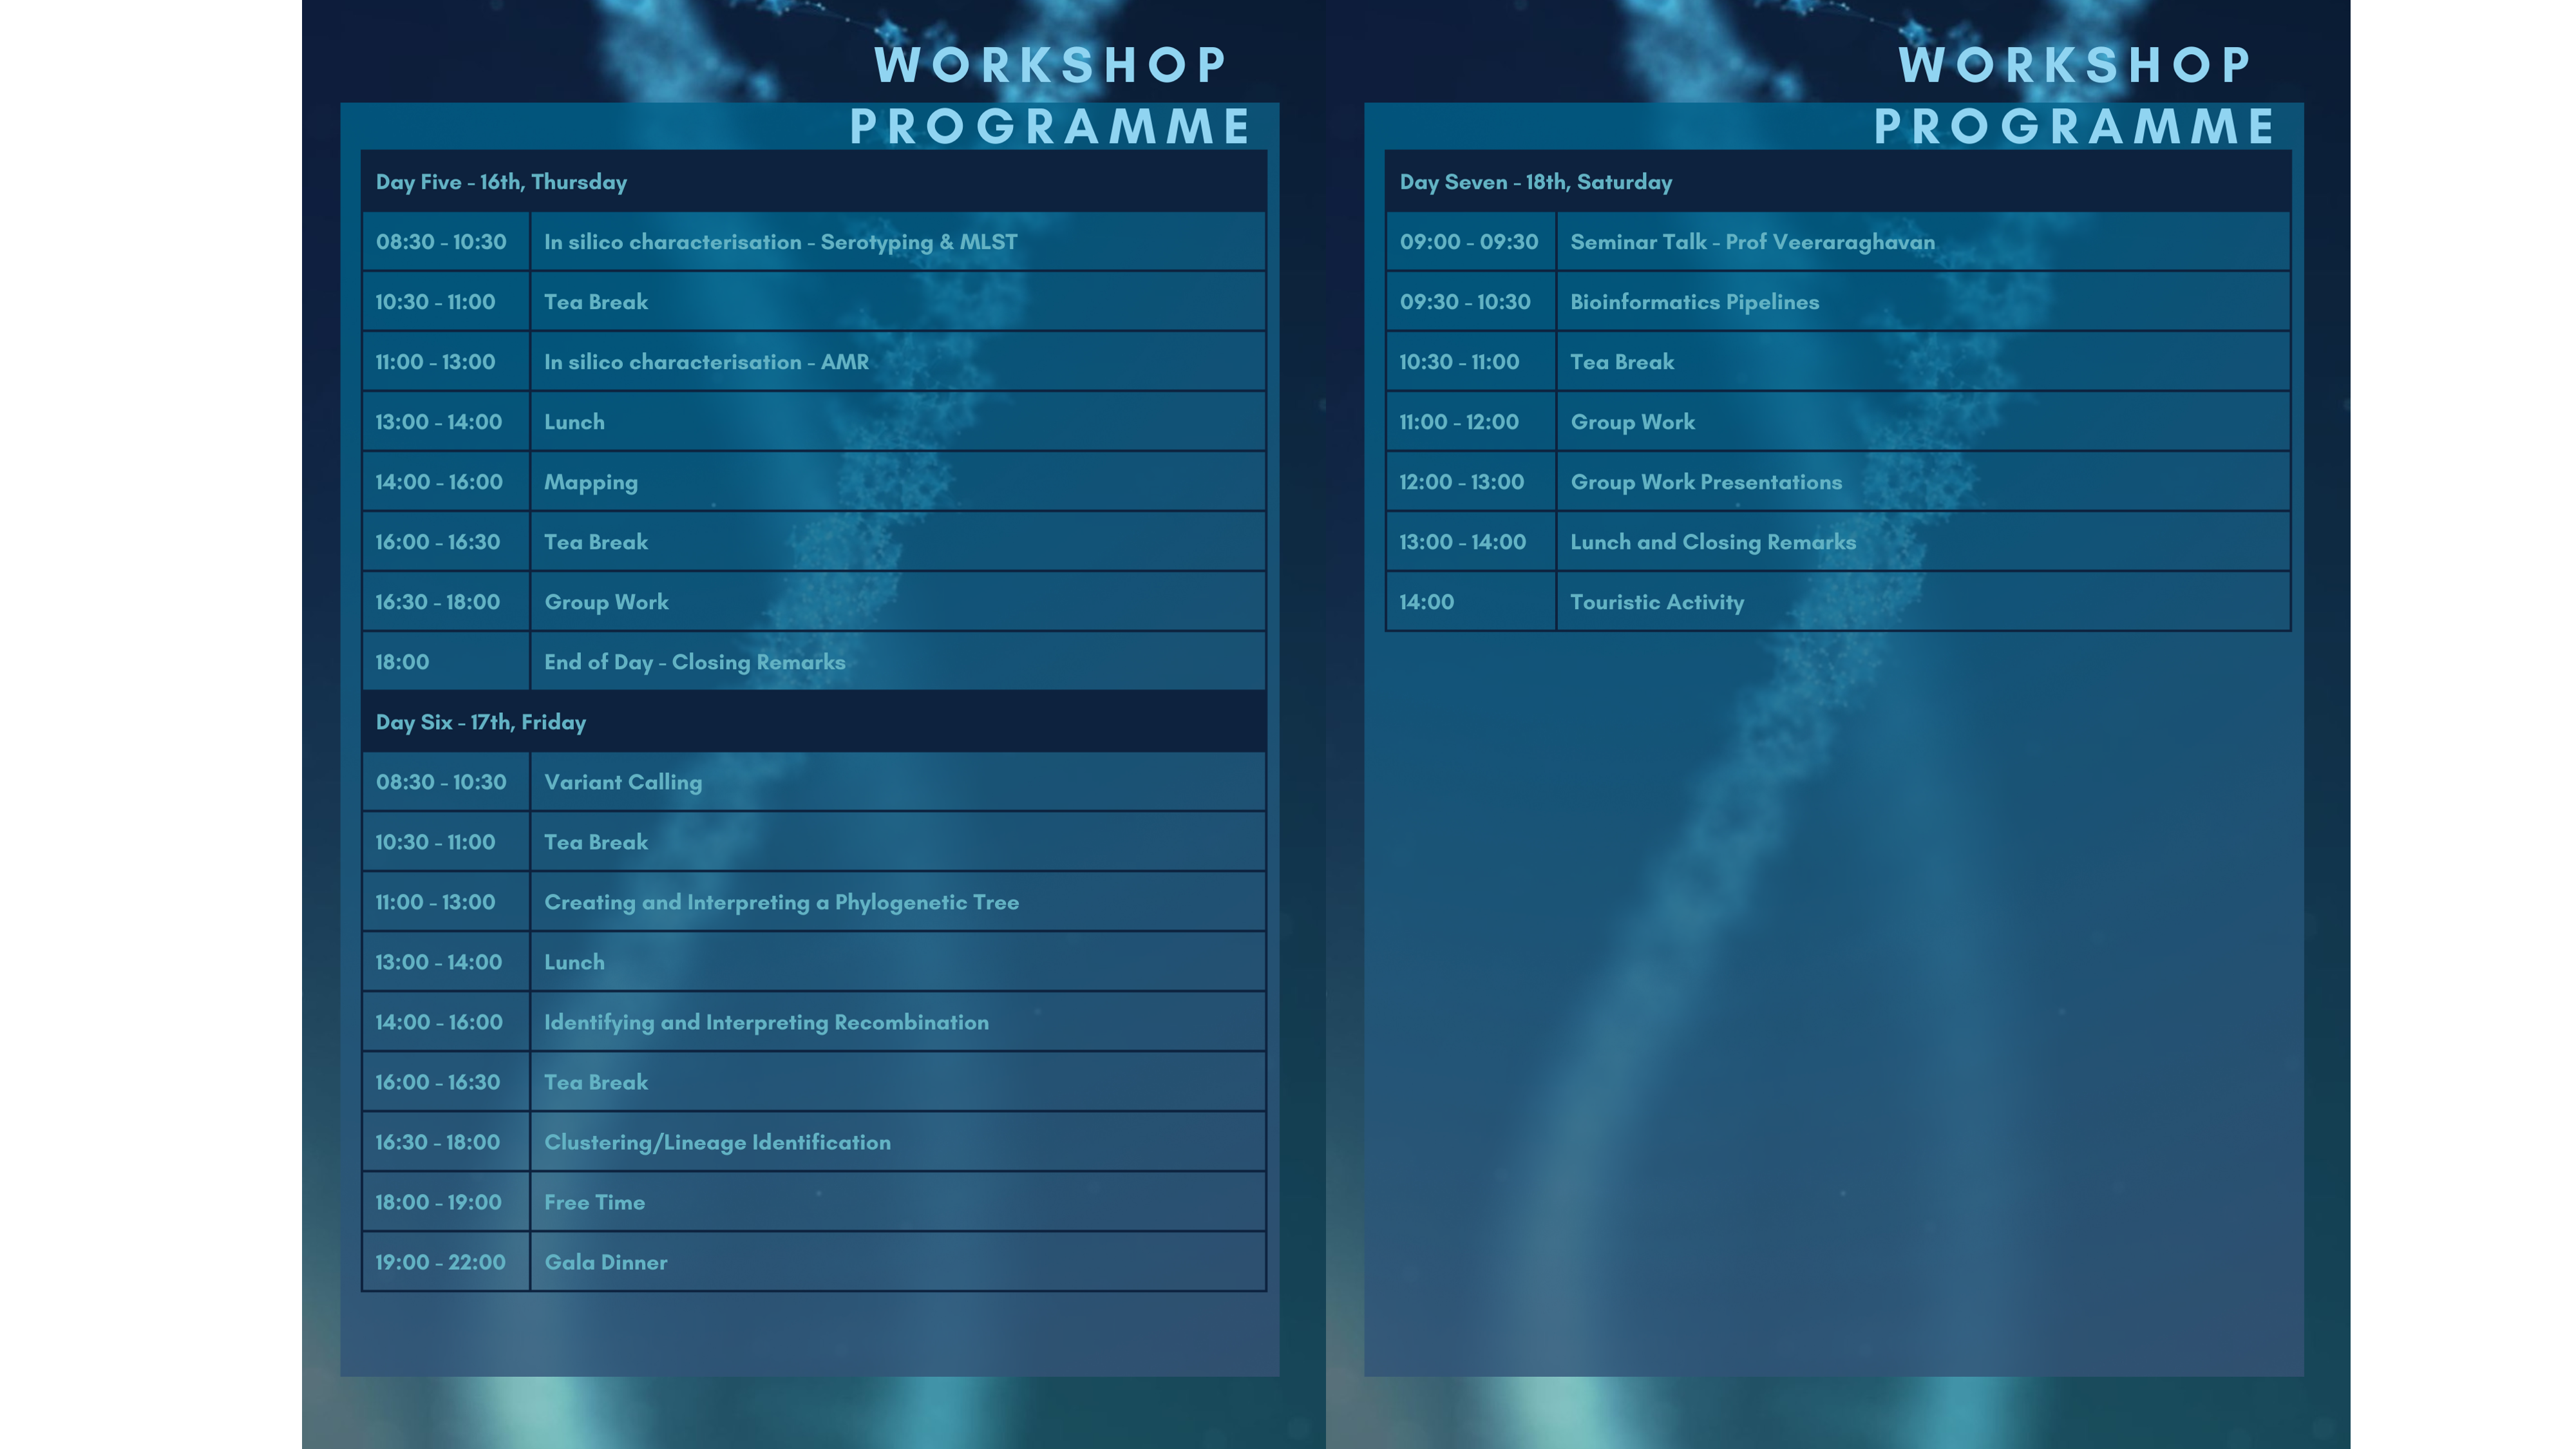 WORKSHOP
PROGRAMME
Day Five - 16th, Thursday
08:30 - 10:30 In silico characterisation - Serotyping & MLST
10:30 - 11:00 Tea Break
11:00 - 13:00 In silico characterisation - AMR
13:00 - 14:00 Lunch
14:00 - 16:00 Mapping
16:00 - 16:30 Tea Break
16:30 - 18:00 Group Work
18:00 End of Day - Closing Remarks
Day Six - 17th, Friday
08:30 - 10:30 Variant Calling
10:30 - 11:00 Tea Break
11:00 - 13:00 Creating and Interpreting a Phylogenetic Tree
13:00 - 14:00 Lunch
14:00 - 16:00 Identifying and Interpreting Recombination
16:00 - 16:30 Tea Break
16:30 - 18:00 Clustering/Lineage Identification
18:00 - 19:00 Free Time
19:00 - 22:00 Gala Dinner
WORKSHOP
PROGRAMME
Day Seven - 18th, Saturday
09:00 - 09:30 Seminar Talk - Prof Veeraraghavan
09:30 - 10:30 Bioinformatics Pipelines
10:30 - 11:00 Tea Break
11:00 - 12:00 Group Work
12:00 - 13:00 Group Work Presentations
13:00 - 14:00 Lunch and Closing Remarks
14:00 Touristic Activity